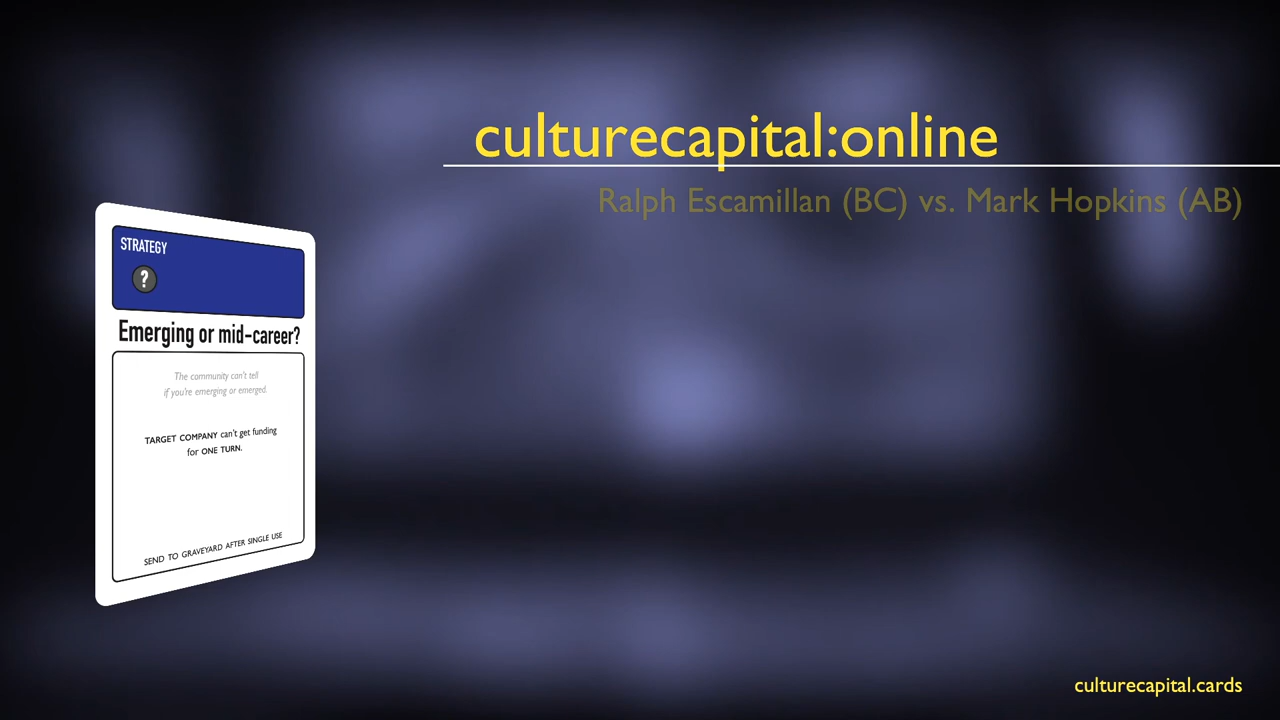 culturecapital:online
Ralph Escamillan (BC) vs. Mark Hopkins (AB)
STRATEGY
?
Emerging or mid-career?
The community can't tell
if you're emerging or emerged.
TARGET COMPANY can't get funding
for ONE TURN.
SEND TO GRAVEYARD AFTER SINGLE USE
culturecapital.cards